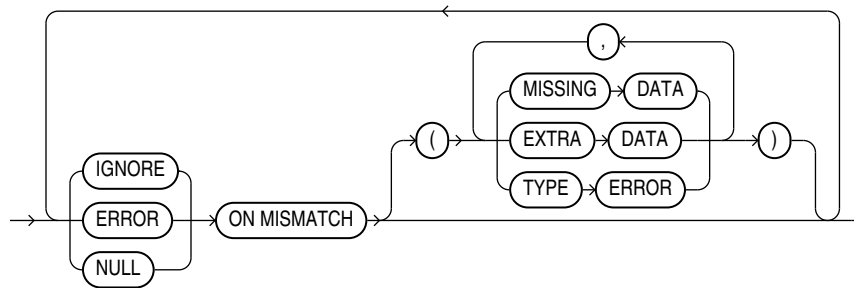 ,
MISSING DATA
( EXTRA DATA )
TYPE ERROR
IGNORE
ERROR ON MISMATCH
NULL